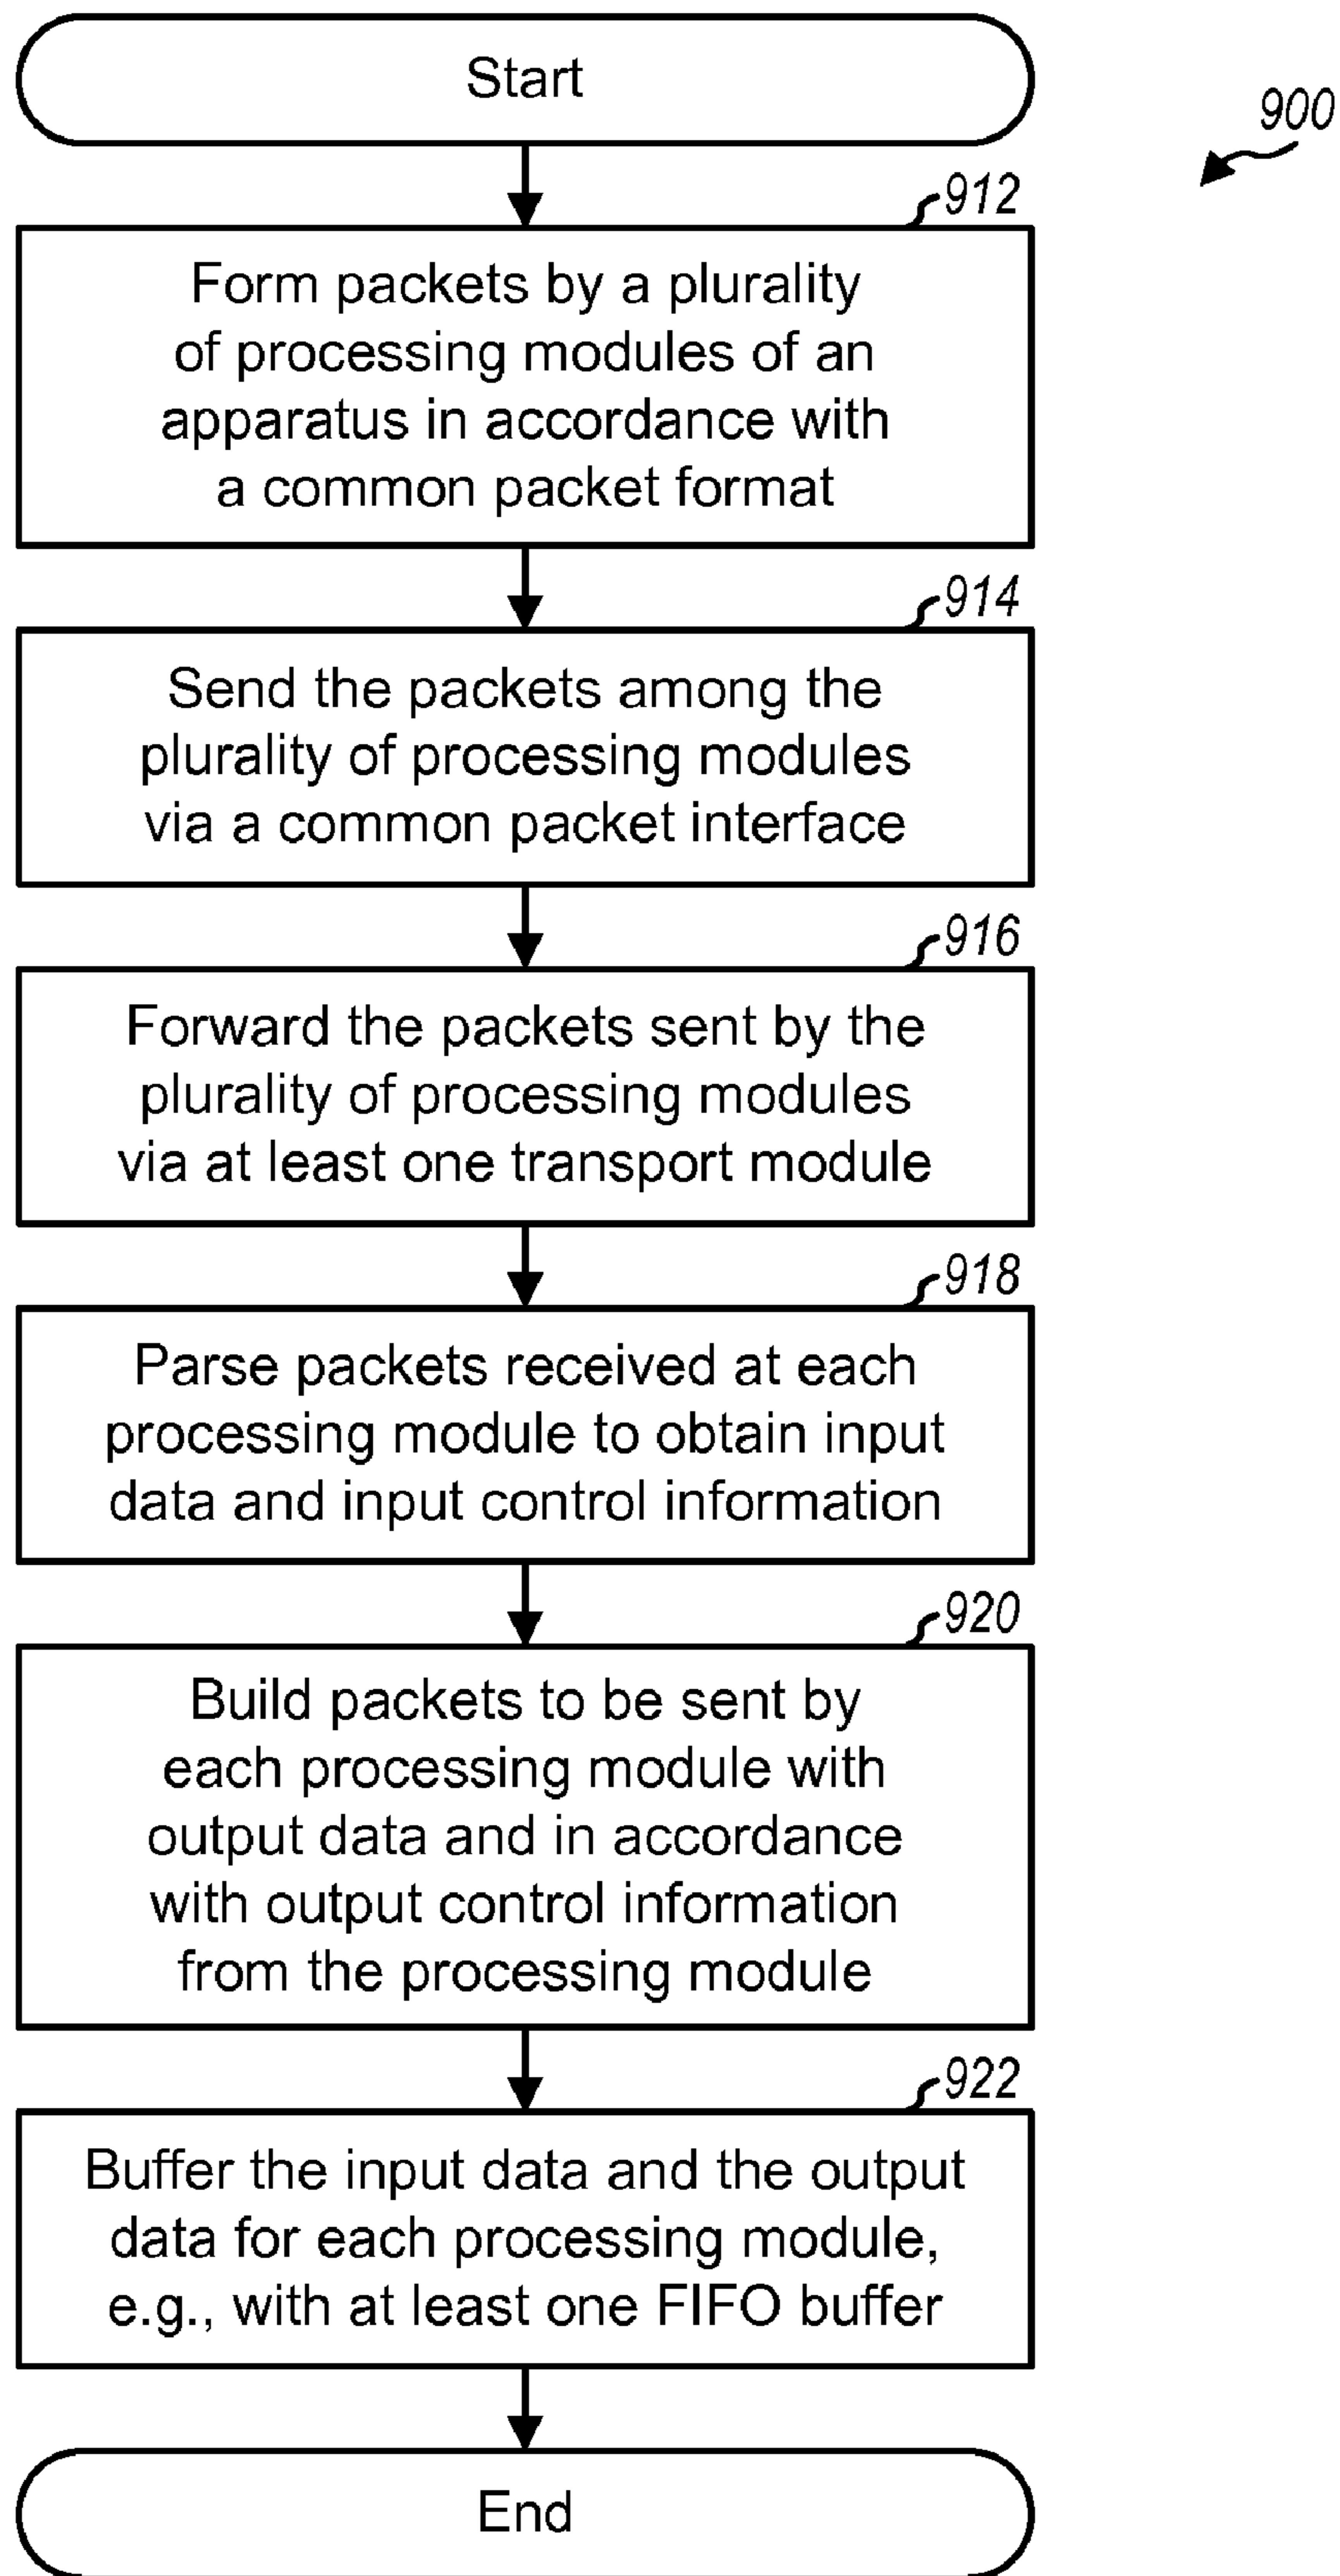 Start
900
912
Form packets by a plurality
of processing modules of an
apparatus in accordance with
a common packet format
914
Send the packets among the
plurality of processing modules
via a common packet interface
916
Forward the packets sent by the
plurality of processing modules
via at least one transport module
918
Parse packets received at each
processing module to obtain input
data and input control information
920
Build packets to be sent by
each processing module with
output data and in accordance
with output control information
from the processing module
922
Buffer the input data and the output
data for each processing module,
e.g., with at least one FIFO buffer
End